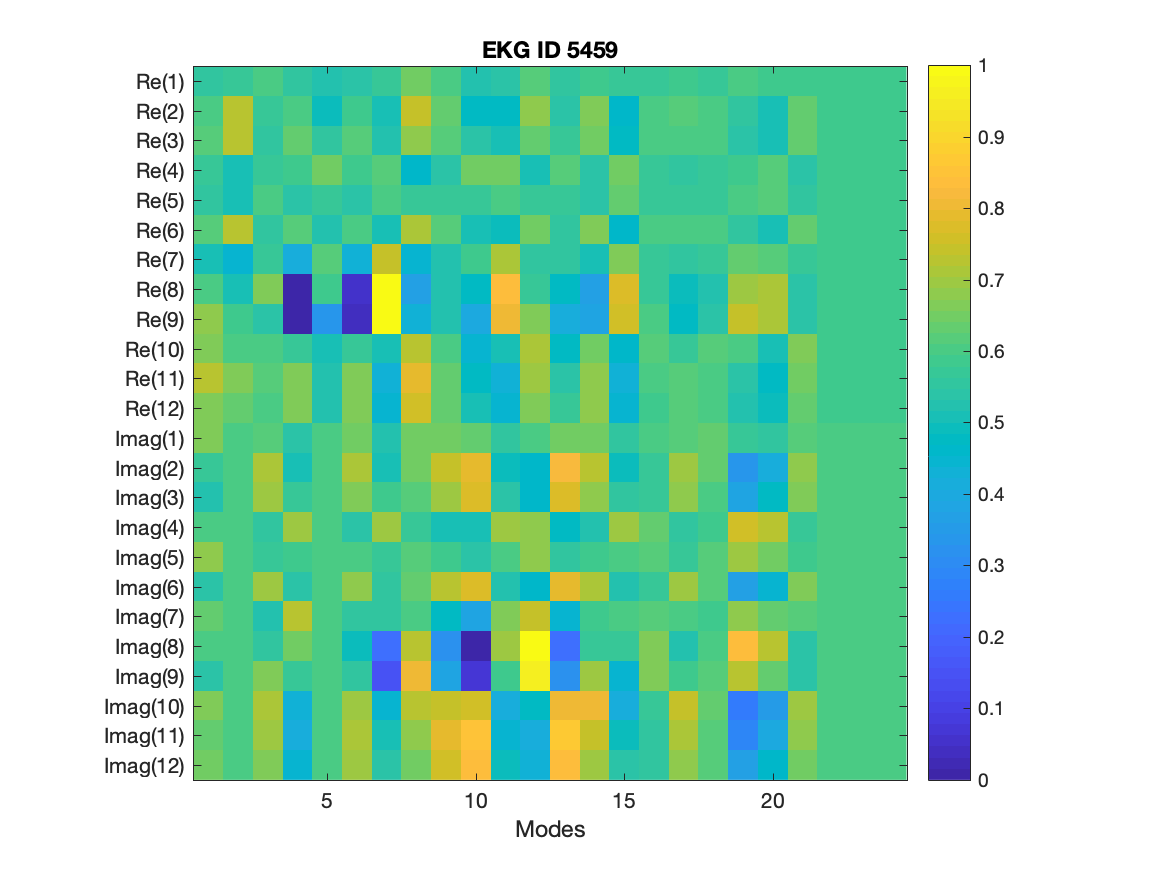 EKG ID 5459
Re(1)
Re(2)
Re(3)
Re(4)
Re(5)
Re(6)
Re(7)
Re(8)
Re(9)
Re(10)
Re(11)
Re(12)
Imag(1)
Imag(2)
Imag(3)
Imag(4)
Imag(5)
Imag(6)
Imag(7)
Imag(8)
Imag(9)
Imag(10)
Imag(11)
Imag(12)
5 10 15 20
Modes
1
0.9
0.8
0.7
0.6
0.5
0.4
0.3
0.2
0.1
0